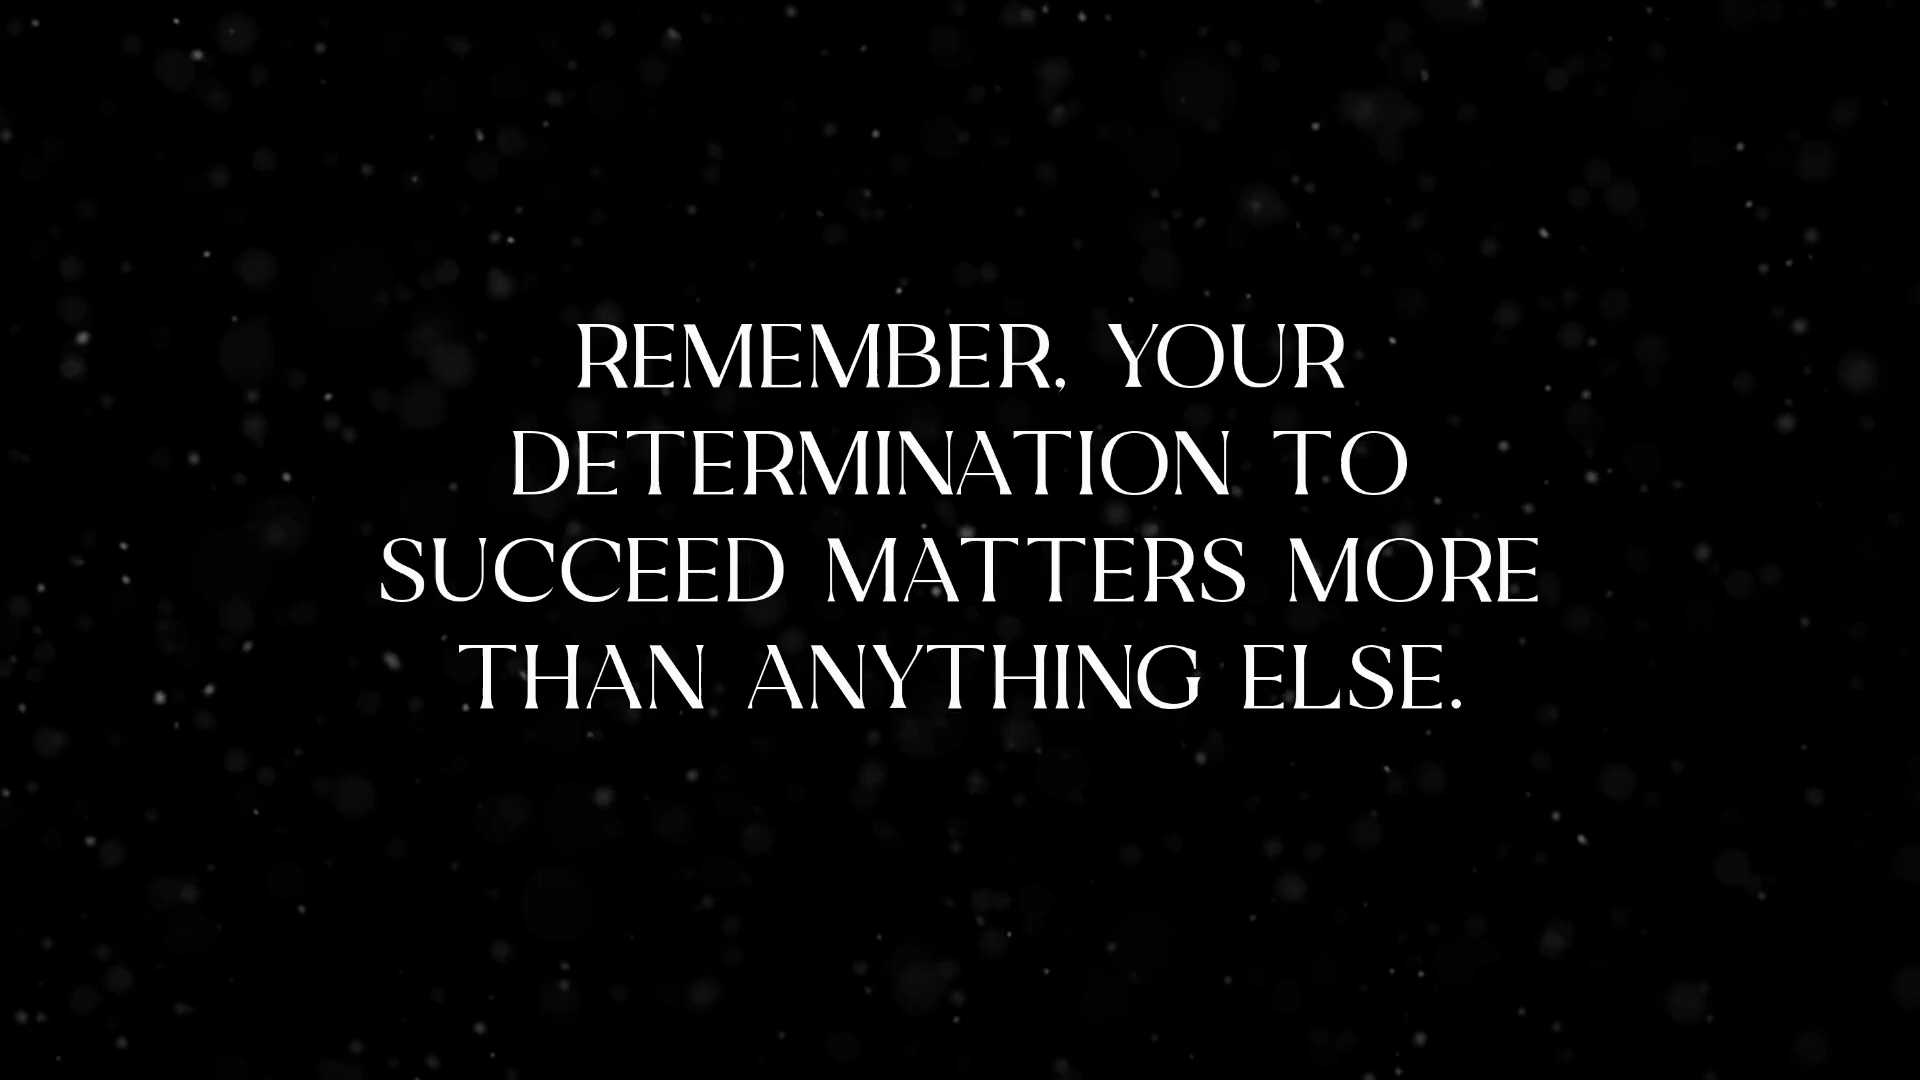 REMEMBER, YOUR
DETERMINATION TO
SUCCEED MATTERS MORE
THAN ANYTHING ELSE.